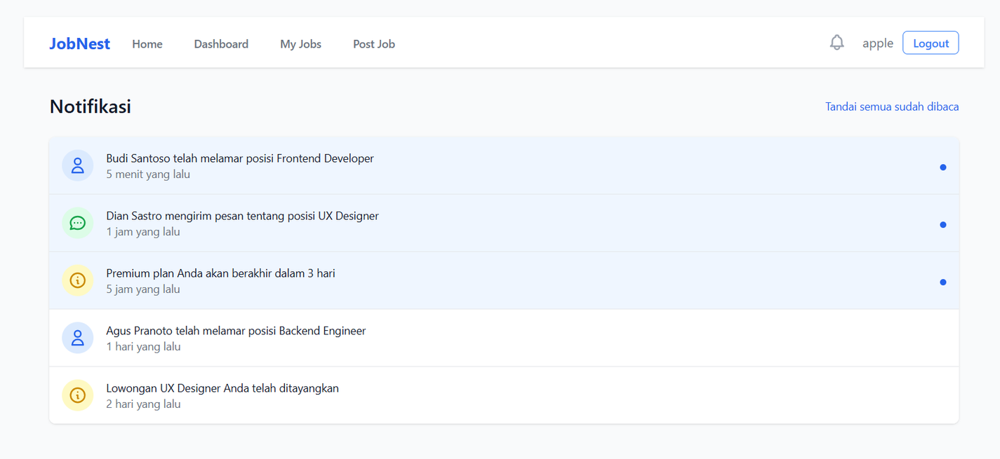 JobNest Home Dashboard My Jobs Post Job apple Logout
Notifikasi Tandai semua sudah dibaca
Budi Santoso telah melamar posisi Frontend Developer
5 menit yang lalu
Dian Sastro mengirim pesan tentang posisi UX Designer
1 jam yang lalu
Premium plan Anda akan berakhir dalam 3 hari
5 jam yang lalu
Agus Pranoto telah melamar posisi Backend Engineer
1 hari yang lalu
Lowongan UX Designer Anda telah ditayangkan
2 hari yang lalu